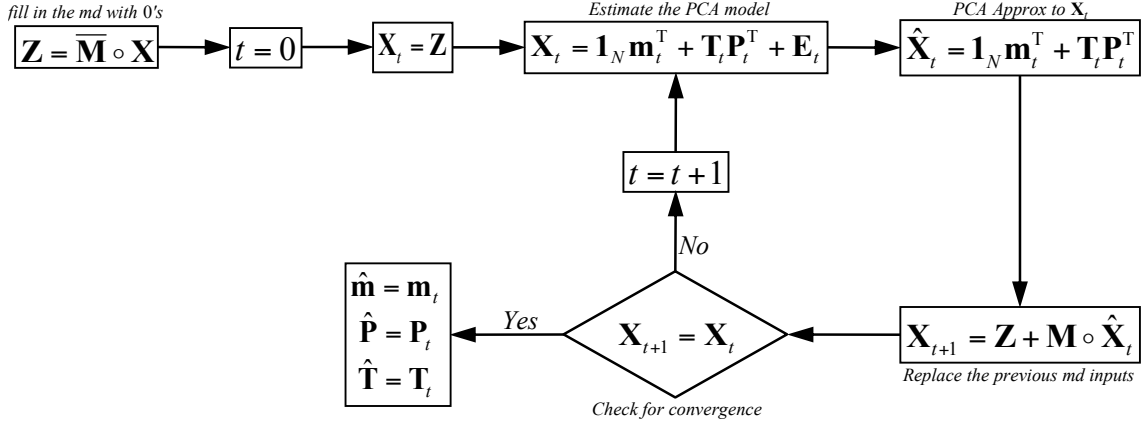 fill in the md with 0's
Z = M̅ ∘ X
t = 0
X_t = Z
Estimate the PCA model
X_t = 1_N m_t^T + T_t P_t^T + E_t
PCA Approx to X_t
X̂_t = 1_N m_t^T + T_t P_t^T
t = t + 1
No
m̂ = m_t
P̂ = P_t
T̂ = T_t
Yes
X_{t+1} = X_t
Check for convergence
X_{t+1} = Z + M ∘ X̂_t
Replace the previous md inputs